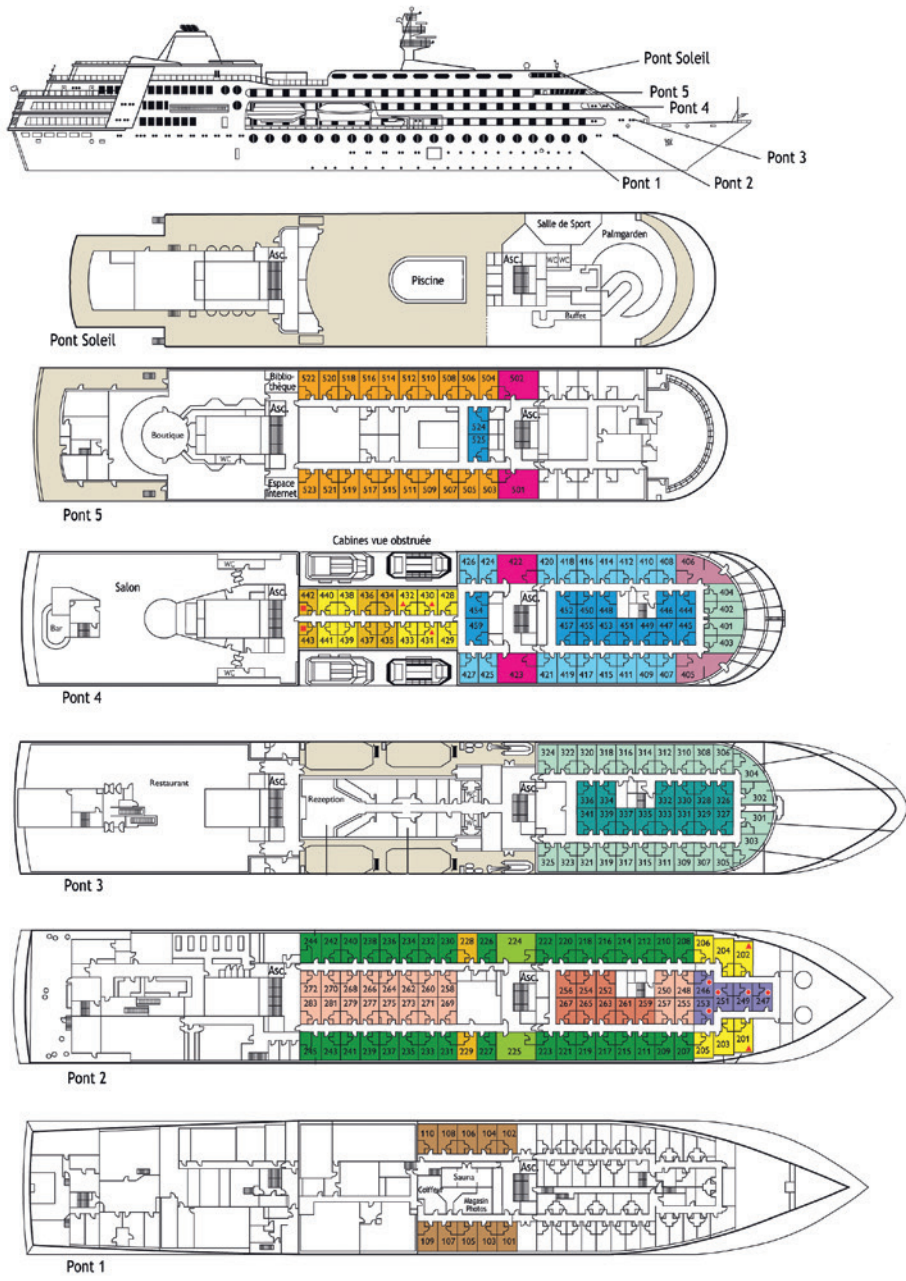 Pont Soleil
Pont 5
Pont 4
Pont 3
Pont 2
Pont 1
Salle de Sport
Palmgarden
Asc.
Asc.
WC WC
Piscine
Buffet
Pont Soleil
Biblio-
thèque
522 520 518 516 514 512 510 508 506 504 502
Asc.
Asc.
524
525
Boutique
WC
Espace
Internet
523 521 519 517 515 511 509 507 505 503 501
Pont 5
Cabines vue obstruée
WC
426 424 422 420 418 416 414 412 410 408 406
Salon
Asc.
442 440 438 436 434 432 430 428
Asc.
454
452 450 448 446 444
404
402
Bar
443 441 439 437 435 433 431 429
459
457 455 453 451 449 447 445
401
403
WC
427 425 423 421 419 417 415 411 409 407 405
Pont 4
324 322 320 318 316 314 312 310 308 306
304
Restaurant
Asc.
Rezeption
Asc.
336 334 332 330 328 326
302
341 339 337 335 333 331 329 327
301
303
325 323 321 319 317 315 311 309 307 305
Pont 3
244 242 240 238 236 234 232 230 228 226 224 222 220 218 216 214 212 210 208 206 204 202
Asc.
Asc.
272 270 268 266 264 262 260 258
256 254 252 250 248 246
283 281 279 277 275 273 271 269
267 265 263 261 259 257 255 253 251 249 247
245 243 241 239 237 235 233 231 229 227 225 223 221 219 217 215 211 209 207 205 203 201
Pont 2
110 108 106 104 102
Asc.
Sauna
Coiffeur
Magasin
Photos
109 107 105 103 101
Pont 1